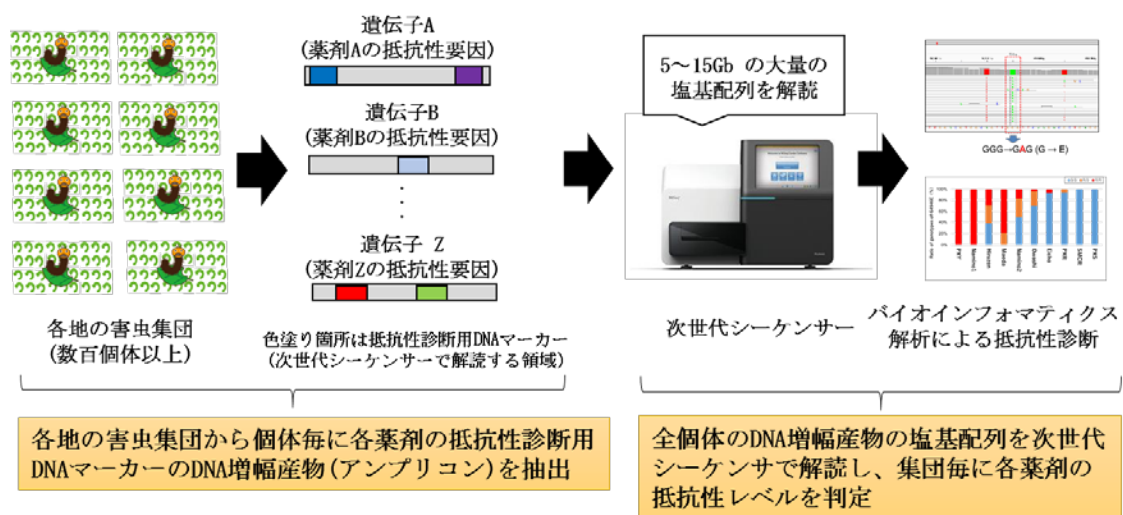 遺伝子A
(薬剤Aの抵抗性要因)
遺伝子B
(薬剤Bの抵抗性要因)
遺伝子 Z
(薬剤Zの抵抗性要因)
5～15Gb の大量の
塩基配列を解読
GGG→GAG (G → E)
各地の害虫集団
(数百個体以上)
色塗り箇所は抵抗性診断用DNAマーカー
(次世代シーケンサーで解読する領域)
次世代シーケンサー
バイオインフォマティクス
解析による抵抗性診断
各地の害虫集団から個体毎に各薬剤の抵抗性診断用
DNAマーカーのDNA増幅産物(アンプリコン)を抽出
全個体のDNA増幅産物の塩基配列を次世代
シーケンサで解読し、集団毎に各薬剤の
抵抗性レベルを判定
100%
80%
60%
40%
20%
0%